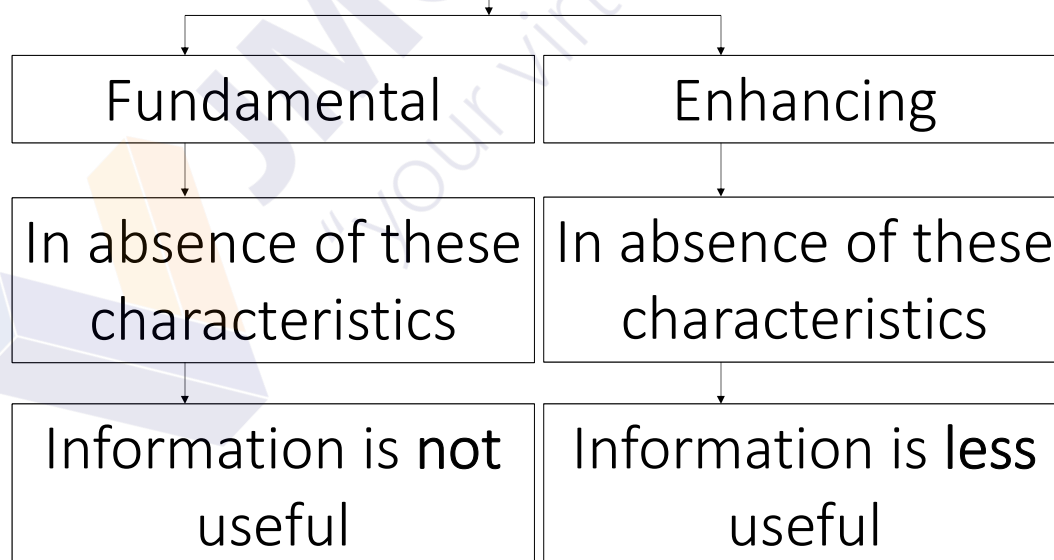 Fundamental
Enhancing
In absence of these
characteristics
In absence of these
characteristics
Information is not
useful
Information is less
useful
"your